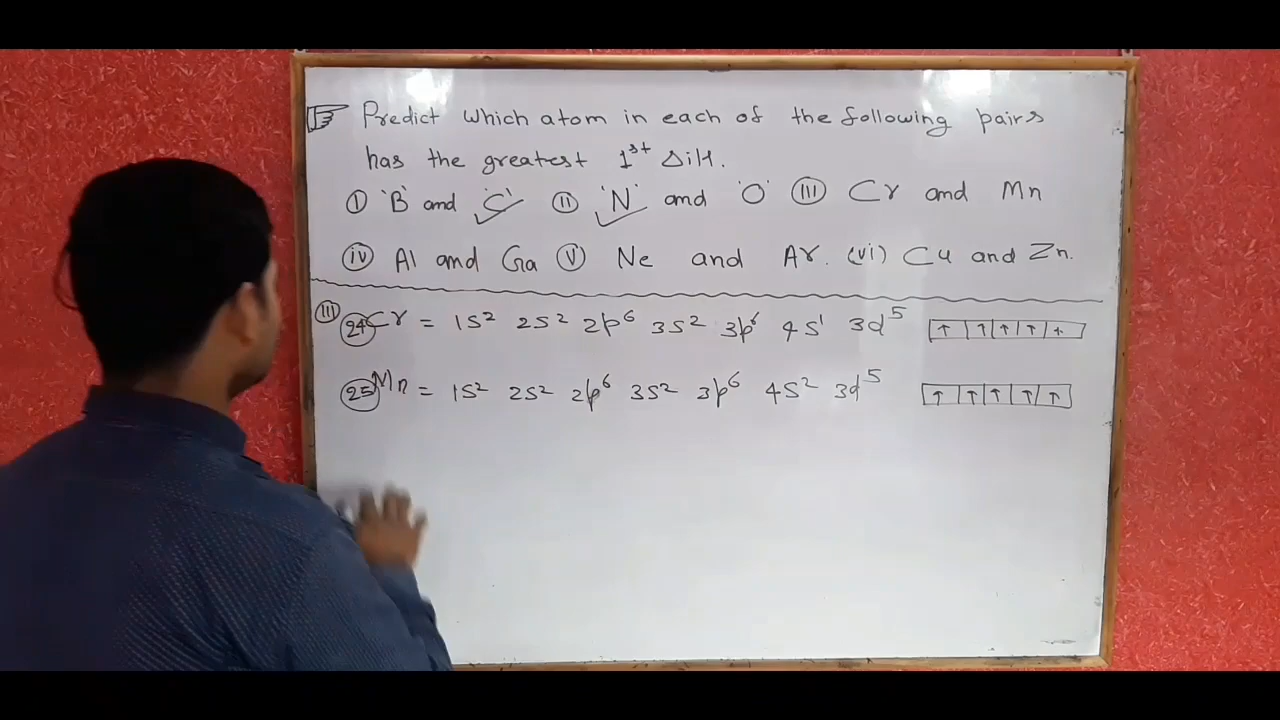 Predict which atom in each of the following pairs
has the greatest 1st ΔiH.
(I) 'B' and 'C' (II) 'N' and 'O' (III) Cr and Mn
(iv) Al and Ga (V) Ne and Ar. (vi) Cu and Zn.
(III) 24Cr = 1s² 2s² 2p⁶ 3s² 3p⁶ 4s¹ 3d⁵ ↑ ↑ ↑ ↑ ↑
25Mn = 1s² 2s² 2p⁶ 3s² 3p⁶ 4s² 3d⁵ ↑ ↑ ↑ ↑ ↑